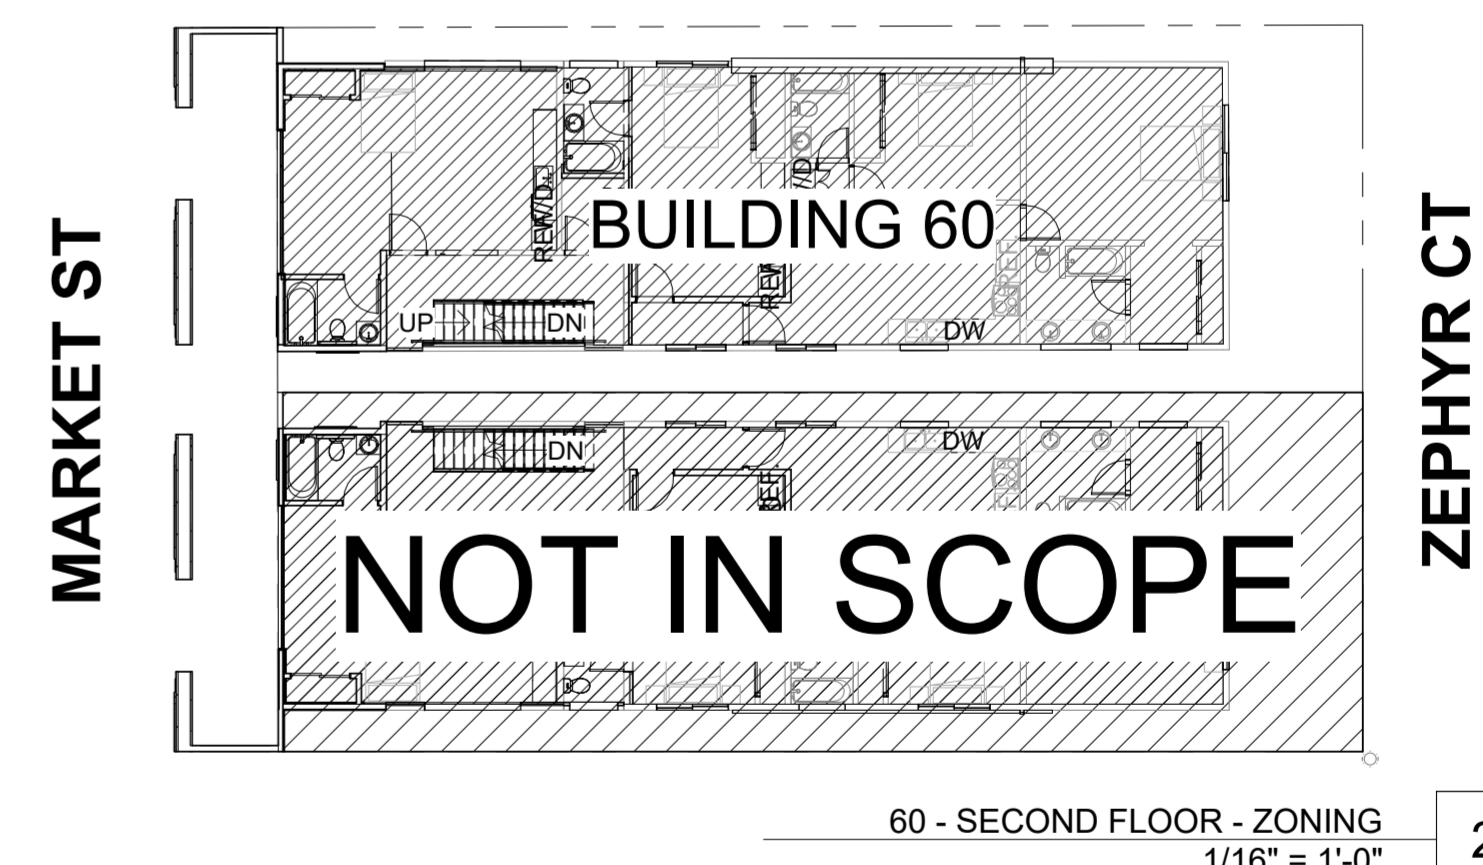 MARKET ST
BUILDING 60
UP
DN
DW
REF
ZEPHYR CT
DN
DW
NOT IN SCOPE
60 - SECOND FLOOR - ZONING
1/16" = 1'-0"